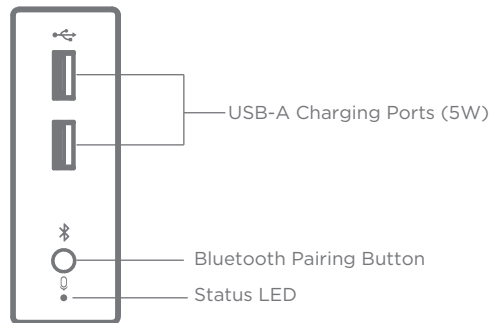 USB-A Charging Ports (5W)
Bluetooth Pairing Button
Status LED